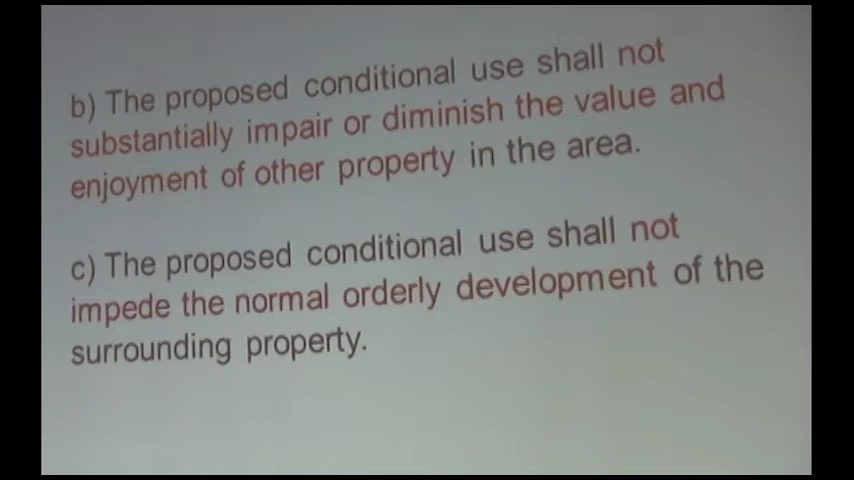 b) The proposed conditional use shall not
substantially impair or diminish the value and
enjoyment of other property in the area.
c) The proposed conditional use shall not
impede the normal orderly development of the
surrounding property.